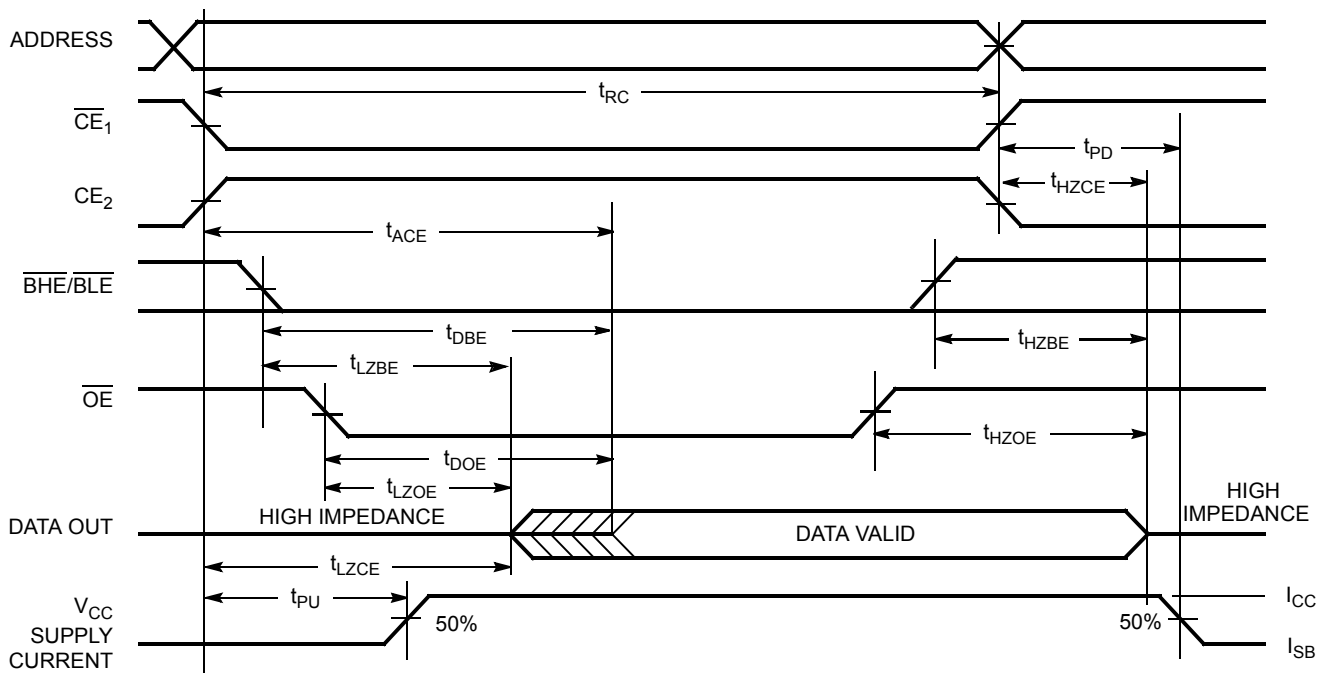 ADDRESS
tRC
CE1
tPD
tHZCE
CE2
tACE
BHE/BLE
tDBE
tHZBE
tLZBE
OE
tHZOE
tDOE
tLZOE
HIGH
IMPEDANCE
HIGH IMPEDANCE
DATA OUT
DATA VALID
tLZCE
tPU
VCC
SUPPLY
CURRENT
50%
50%
ICC
ISB